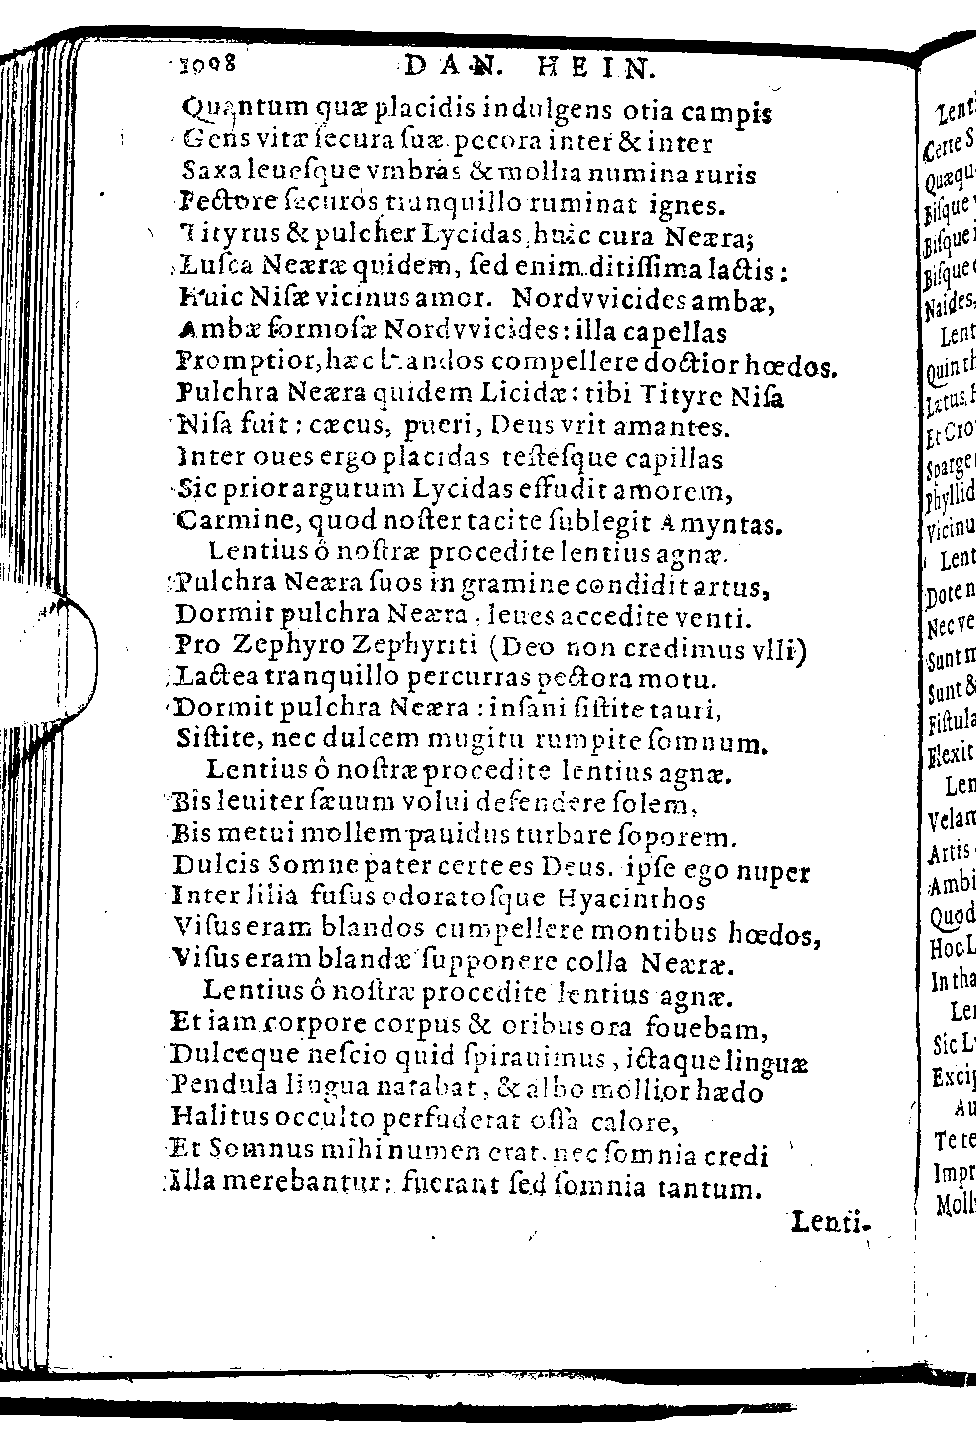 1098 DAN. HEIN.
Quantum quæ placidis indulgens otia campis
Gens vitæ ſecura ſuæ pecora inter & inter
Saxa leueſque vmbras & mollia numina ruris
Pectore ſecuros tranquillo ruminat ignes.
Tityrus & pulcher Lycidas, huic cura Neæra;
Luſca Neæræ quidem, ſed enim ditiſſima lactis:
Huic Niſæ vicinus amor. Nordvvicides ambæ,
Ambæ formoſæ Nordvvicides: illa capellas
Promptior, hæc blandos compellere doctior hœdos.
Pulchra Neæra quidem Licidæ: tibi Tityre Niſa
Niſa fuit: cæcus, pueri, Deus vrit amantes.
Inter oues ergo placidas teſteſque capillas
Sic prior argutum Lycidas effudit amorem,
Carmine, quod noſter tacite ſublegit Amyntas.
Lentius ô noſtræ procedite lentius agnæ.
Pulchra Neæra ſuos in gramine condidit artus,
Dormit pulchra Neæra, leues accedite venti.
Pro Zephyro Zephyriti (Deo non credimus vlli)
Lactea tranquillo percurras pectora motu.
Dormit pulchra Neæra: inſani ſiſtite tauri,
Siſtite, nec dulcem mugitu rumpite ſomnum.
Lentius ô noſtræ procedite lentius agnæ.
Bis leuiter ſæuum volui defendere ſolem,
Bis metui mollem pauidus turbare ſoporem.
Dulcis Somne pater certe es Deus. ipſe ego nuper
Inter lilia fuſus odoratoſque Hyacinthos
Viſus eram blandos cumpellere montibus hœdos,
Viſus eram blandæ ſupponere colla Neæræ.
Lentius ô noſtræ procedite lentius agnæ.
Et iam corpore corpus & oribus ora fouebam,
Dulceque neſcio quid ſpirauimus, ictaque linguæ
Pendula lingua natabat, & albo mollior hædo
Halitus occulto perfuderat oſſa calore,
Et Somnus mihi numen erat. nec ſomnia credi
Illa merebantur: fuerant ſed ſomnia tantum.
Lenti-